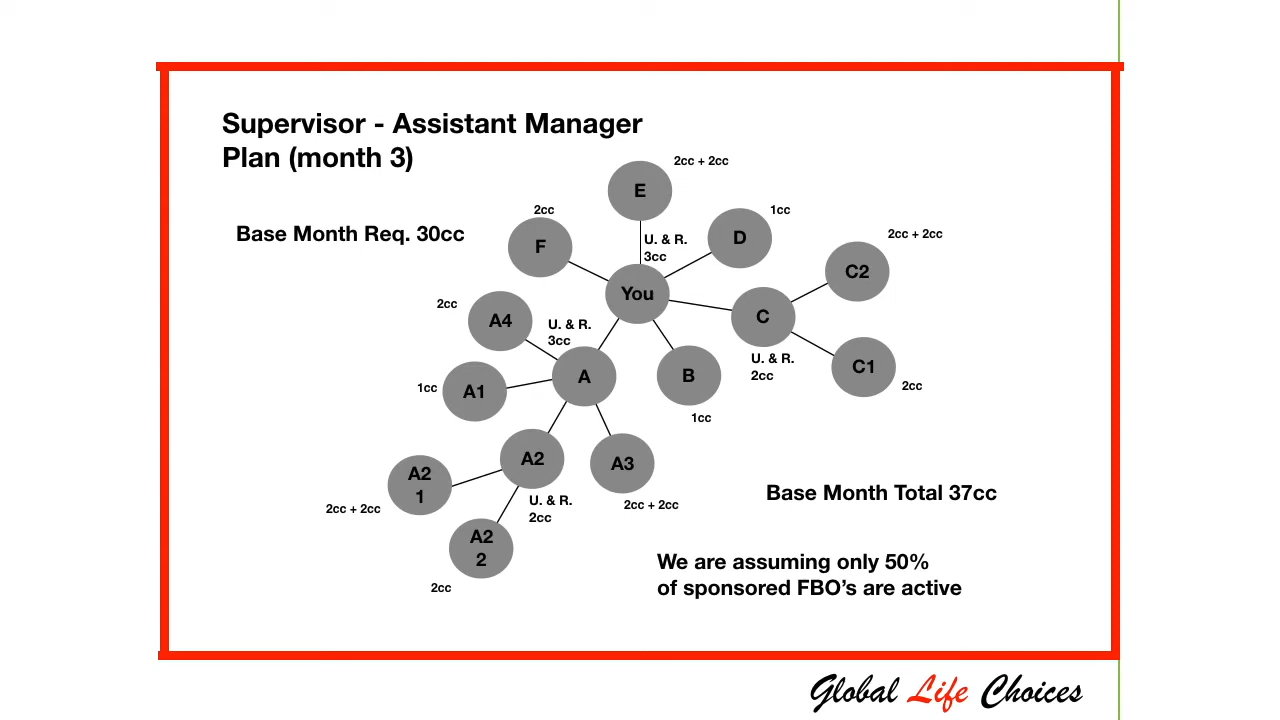 Supervisor - Assistant Manager
Plan (month 3)
2cc + 2cc
E
2cc
1cc
Base Month Req. 30cc
F
U. & R.
3cc
D
2cc + 2cc
C2
You
2cc
A4
U. & R.
3cc
C
U. & R.
2cc
C1
2cc
1cc
A1
A
B
1cc
A2
A3
A2
1
U. & R.
2cc
2cc + 2cc
2cc + 2cc
Base Month Total 37cc
A2
2
2cc
We are assuming only 50%
of sponsored FBO's are active
Global Life Choices